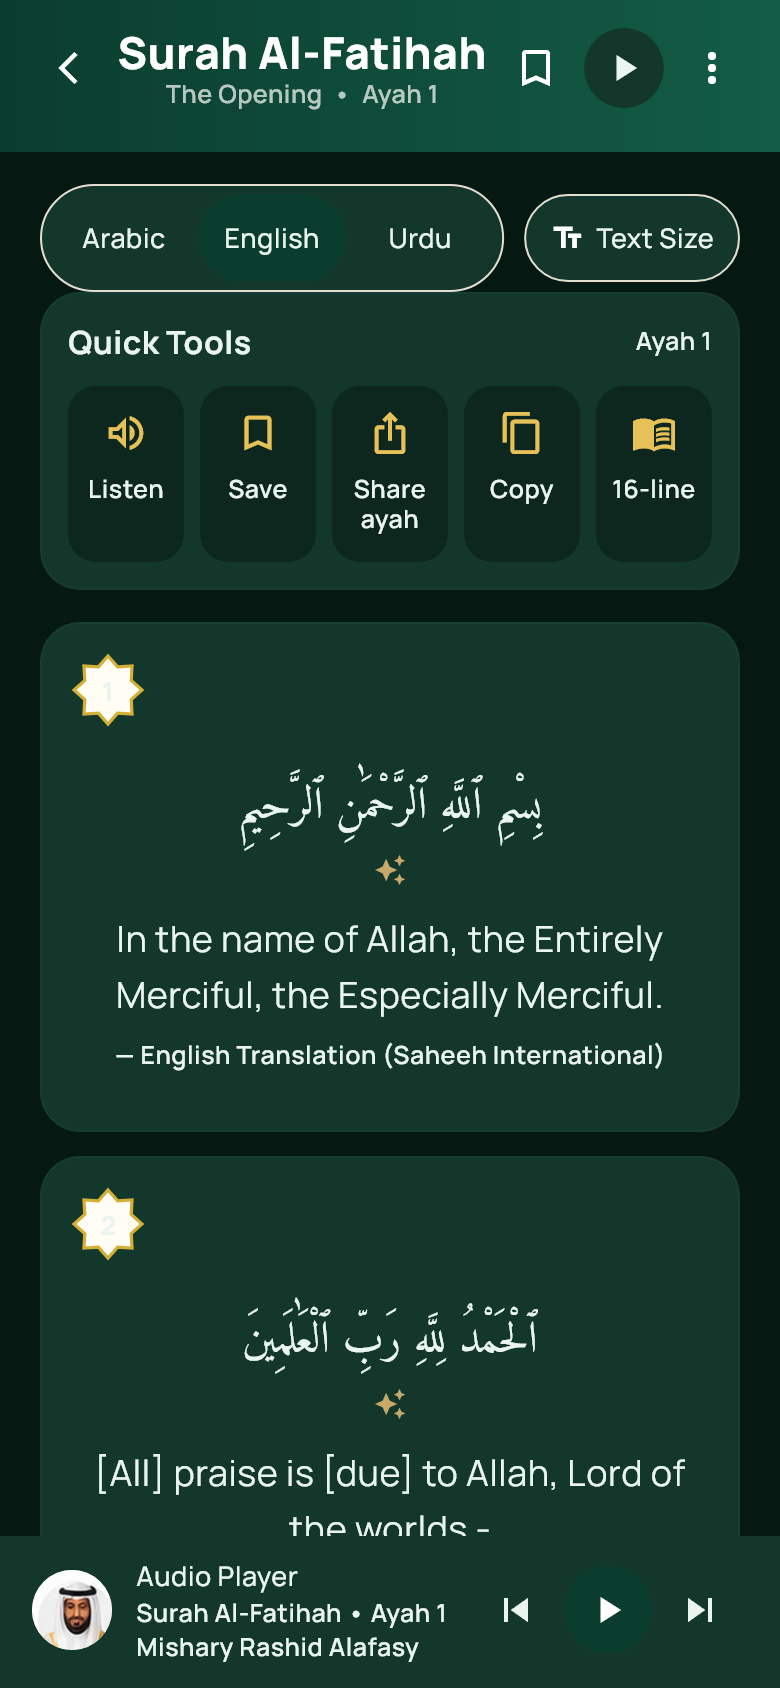 Surah Al-Fatihah
The Opening • Ayah 1
Arabic English Urdu Text Size
Quick Tools Ayah 1
Listen Save Share ayah Copy 16-line
1
بِسْمِ ٱللَّهِ ٱلرَّحْمَٰنِ ٱلرَّحِيمِ
In the name of Allah, the Entirely
Merciful, the Especially Merciful.
– English Translation (Saheeh International)
2
ٱلْحَمْدُ لِلَّهِ رَبِّ ٱلْعَٰلَمِينَ
[All] praise is [due] to Allah, Lord of
the worlds -
Audio Player
Surah Al-Fatihah • Ayah 1
Mishary Rashid Alafasy